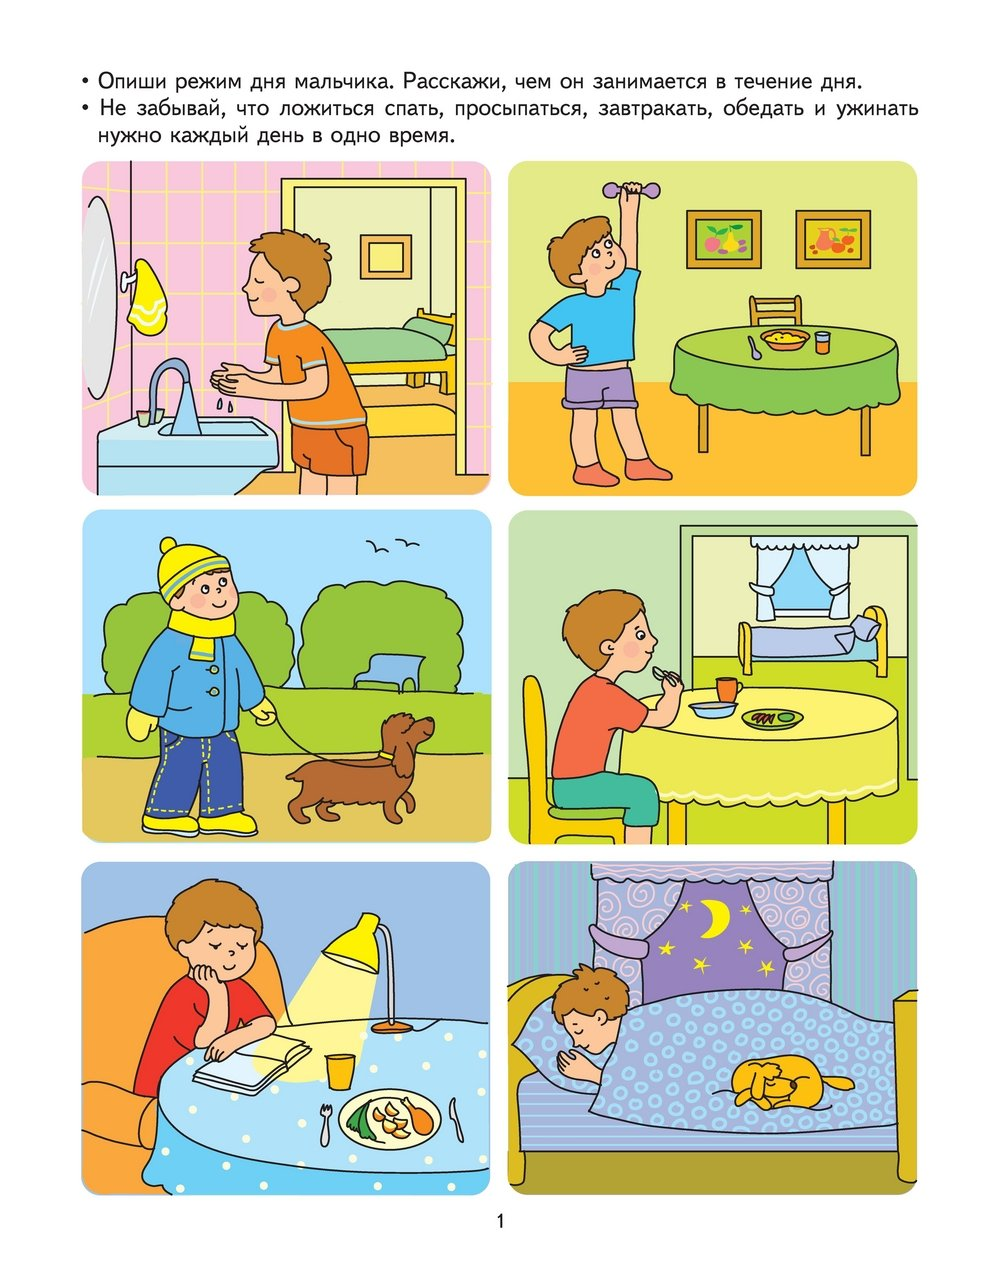 • Опиши режим дня мальчика. Расскажи, чем он занимается в течение дня.
• Не забывай, что ложиться спать, просыпаться, завтракать, обедать и ужинать
нужно каждый день в одно время.
1